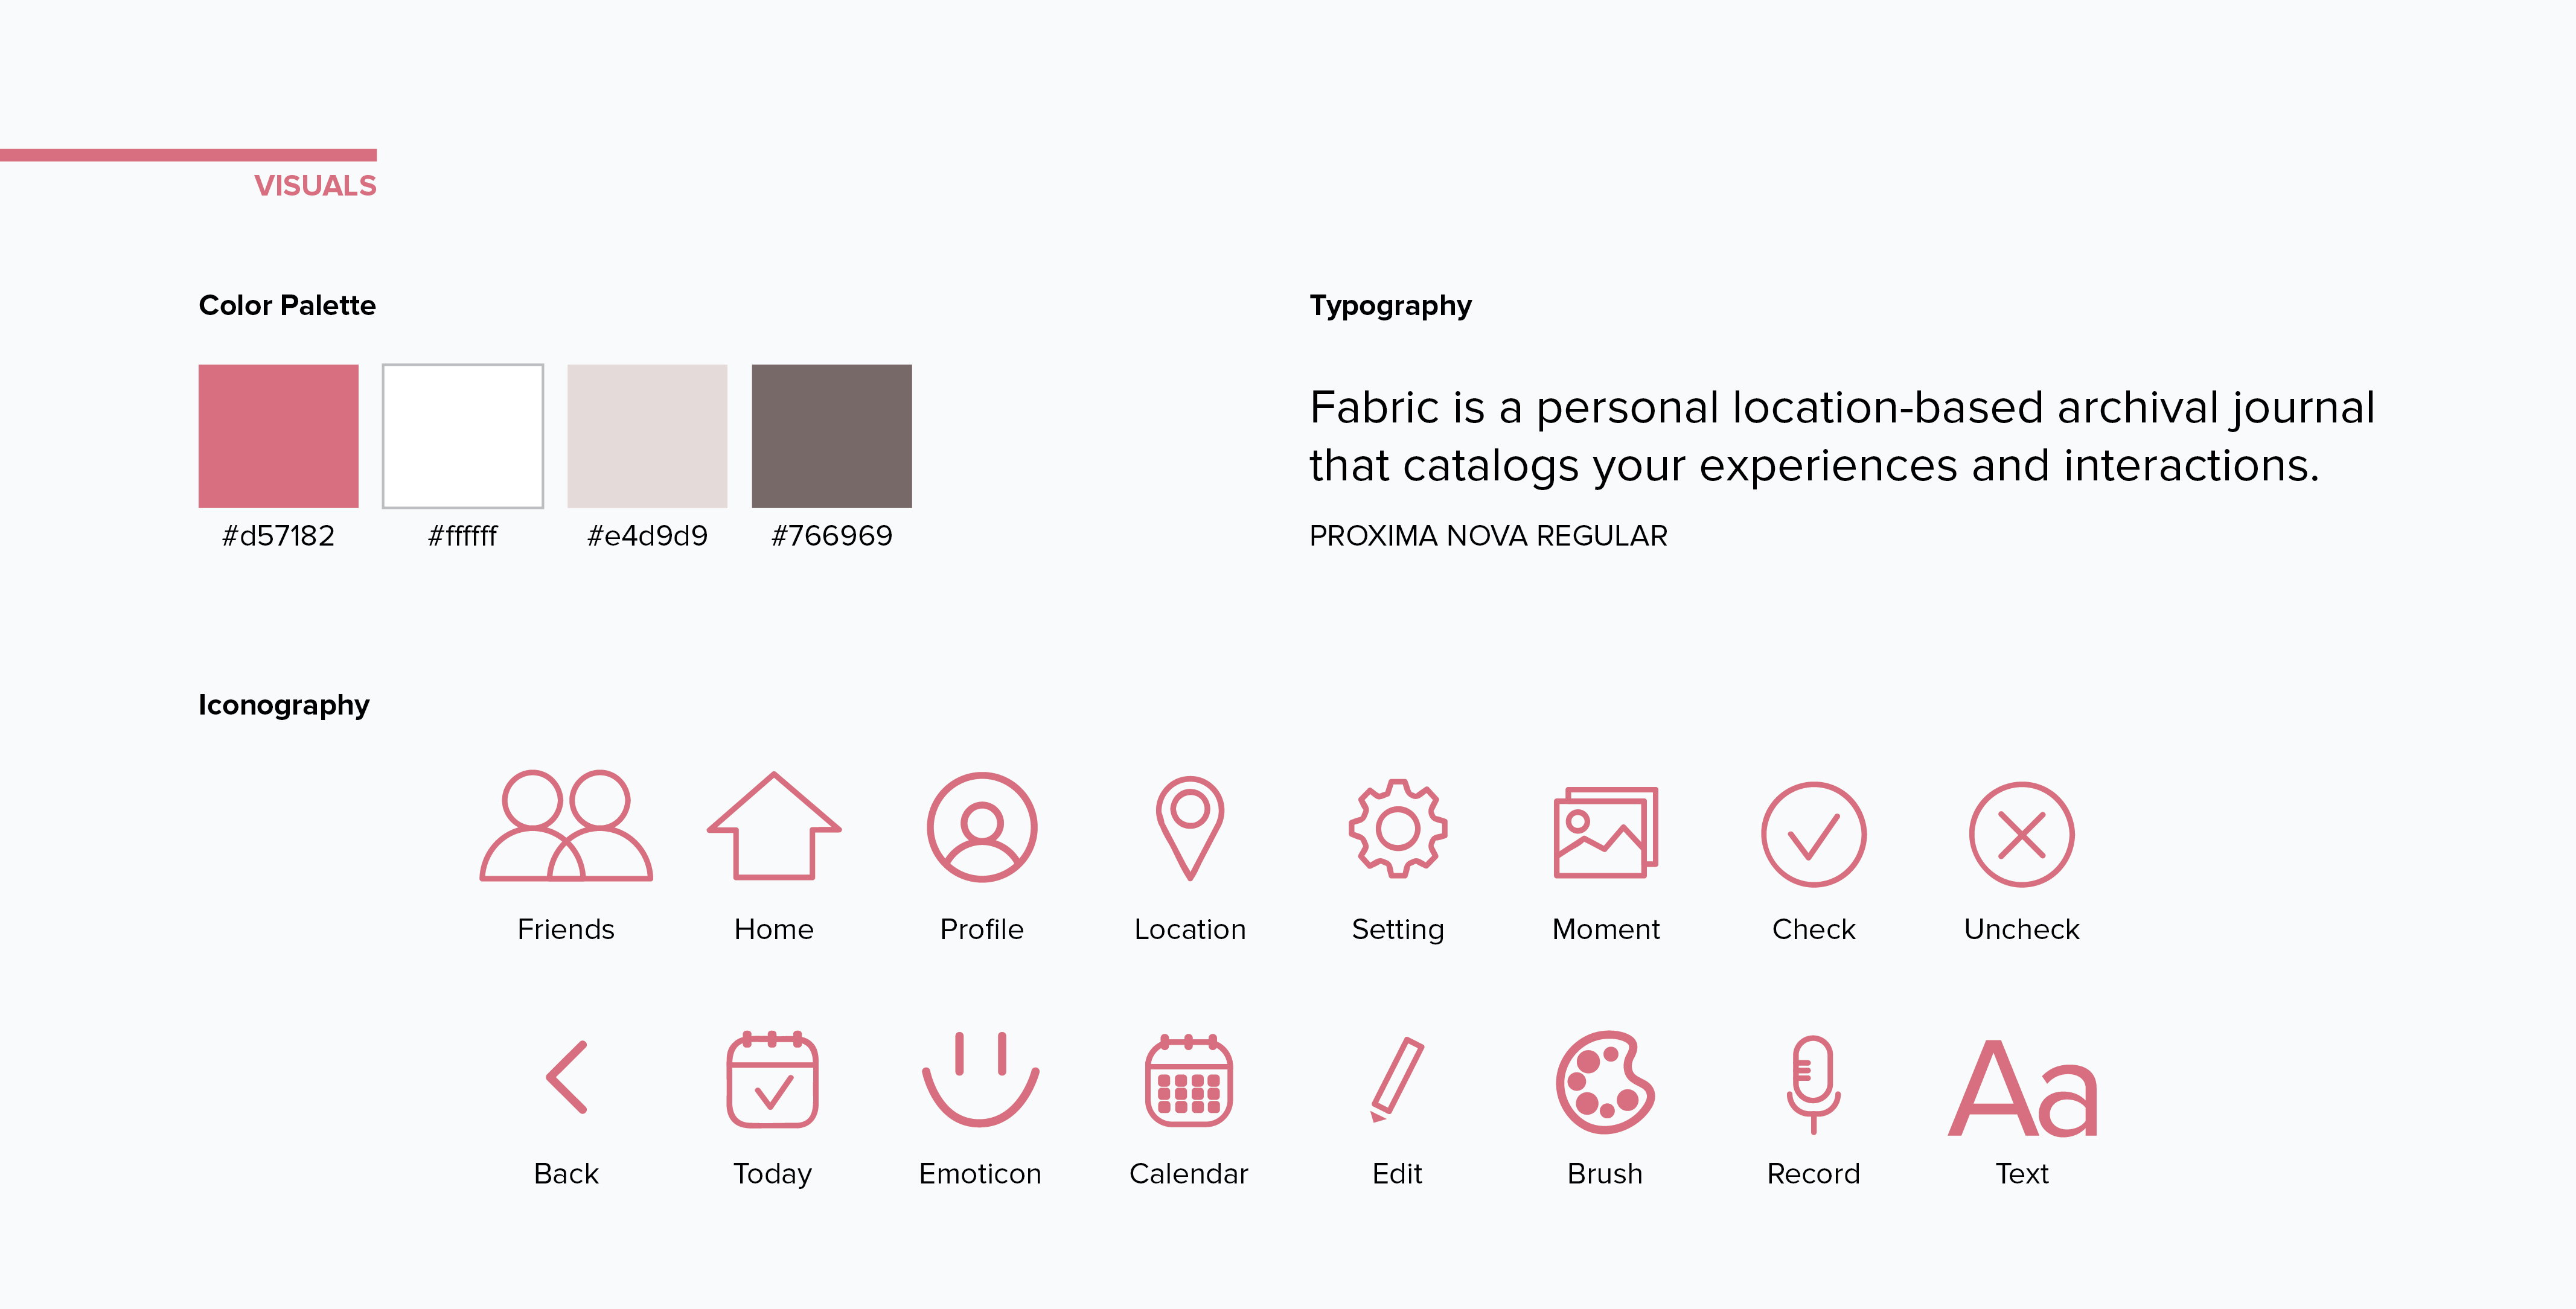 VISUALS
Color Palette
#d57182
#ffffff
#e4d9d9
#766969
Typography
Fabric is a personal location-based archival journal
that catalogs your experiences and interactions.
PROXIMA NOVA REGULAR
Iconography
Friends
Home
Profile
Location
Setting
Moment
Check
Uncheck
Aa
Back
Today
Emoticon
Calendar
Edit
Brush
Record
Text